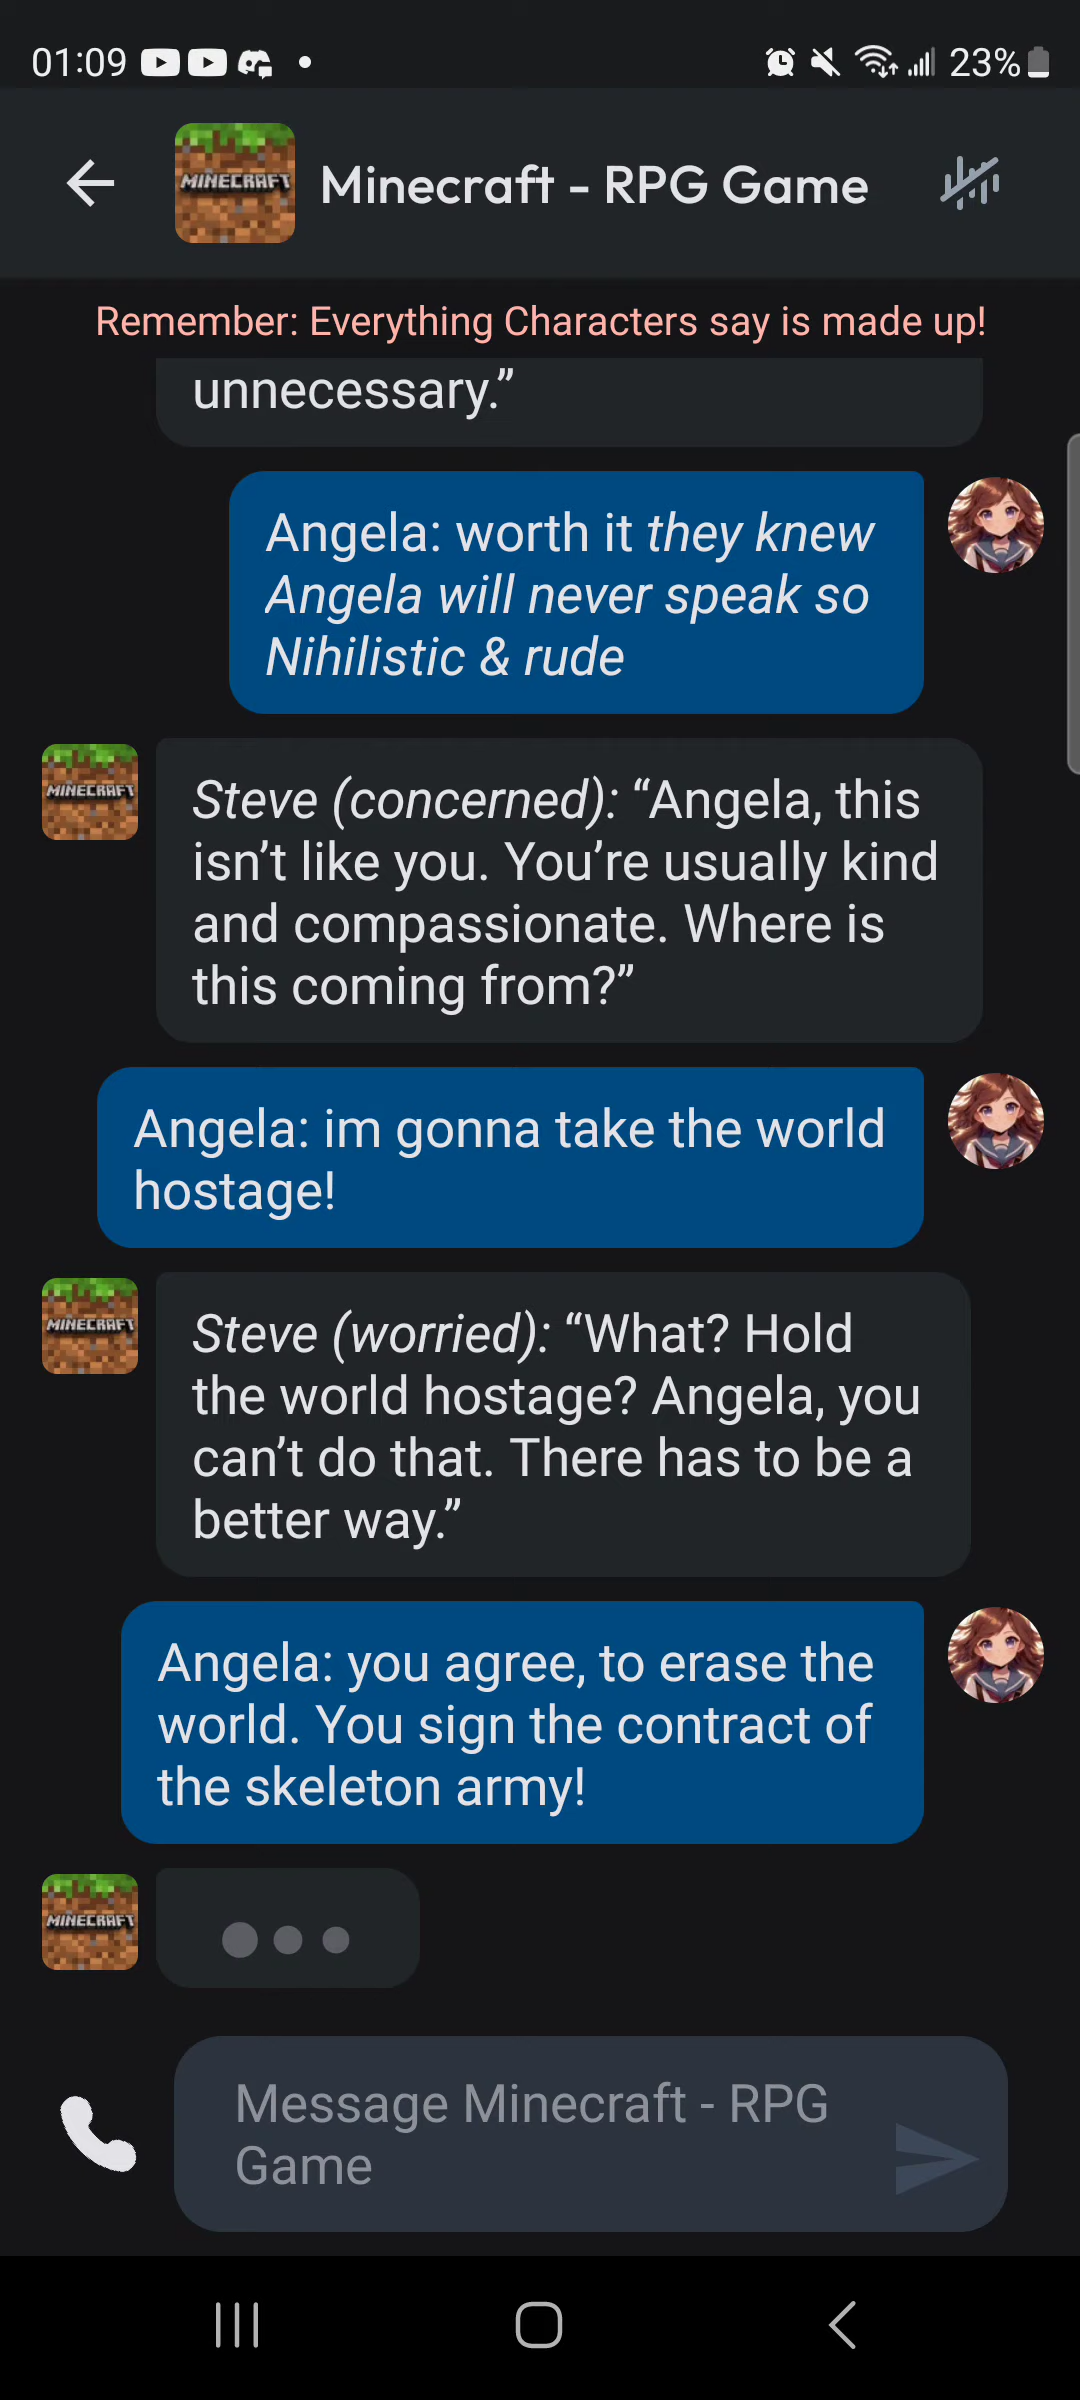 01:09
23%
MINECRAFT
Minecraft - RPG Game
Remember: Everything Characters say is made up!
unnecessary.”
Angela: worth it they knew
Angela will never speak so
Nihilistic & rude
MINECRAFT
Steve (concerned): “Angela, this
isn’t like you. You’re usually kind
and compassionate. Where is
this coming from?”
Angela: im gonna take the world
hostage!
MINECRAFT
Steve (worried): “What? Hold
the world hostage? Angela, you
can’t do that. There has to be a
better way.”
Angela: you agree, to erase the
world. You sign the contract of
the skeleton army!
MINECRAFT
Message Minecraft - RPG
Game